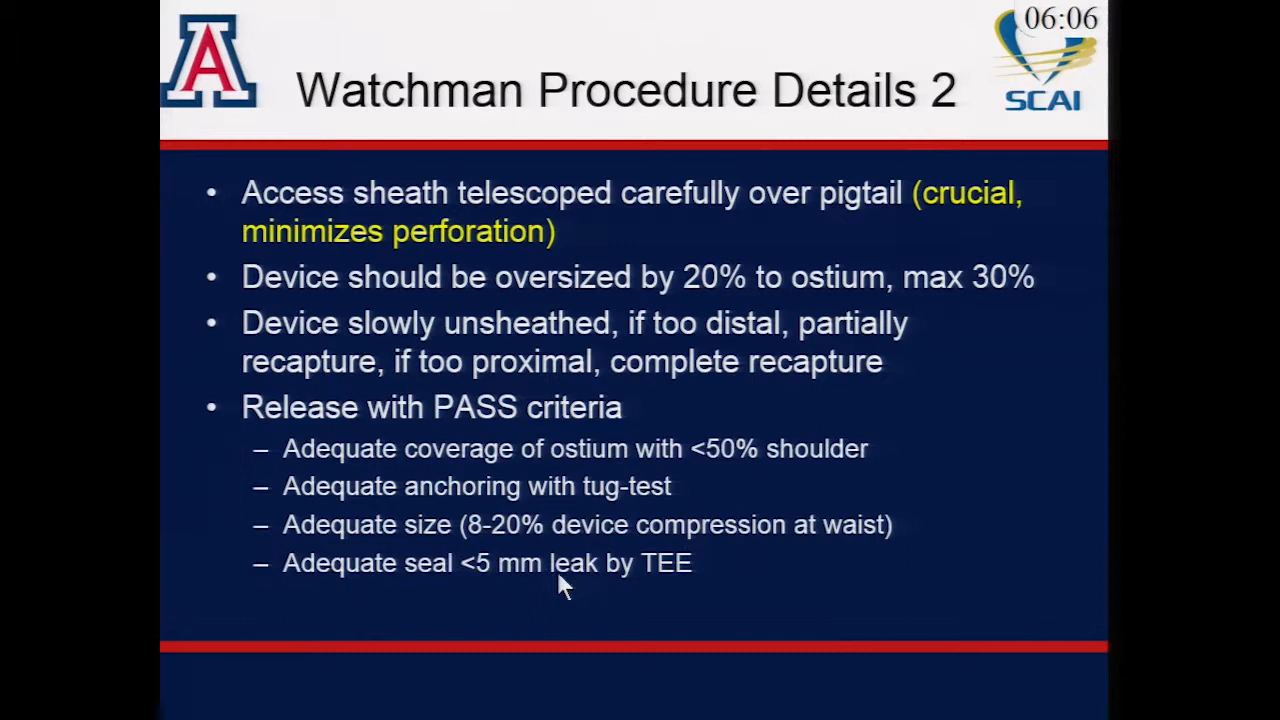 06:06
A
SCAI
Watchman Procedure Details 2
• Access sheath telescoped carefully over pigtail (crucial,
minimizes perforation)
• Device should be oversized by 20% to ostium, max 30%
• Device slowly unsheathed, if too distal, partially
recapture, if too proximal, complete recapture
• Release with PASS criteria
– Adequate coverage of ostium with <50% shoulder
– Adequate anchoring with tug-test
– Adequate size (8-20% device compression at waist)
– Adequate seal <5 mm leak by TEE